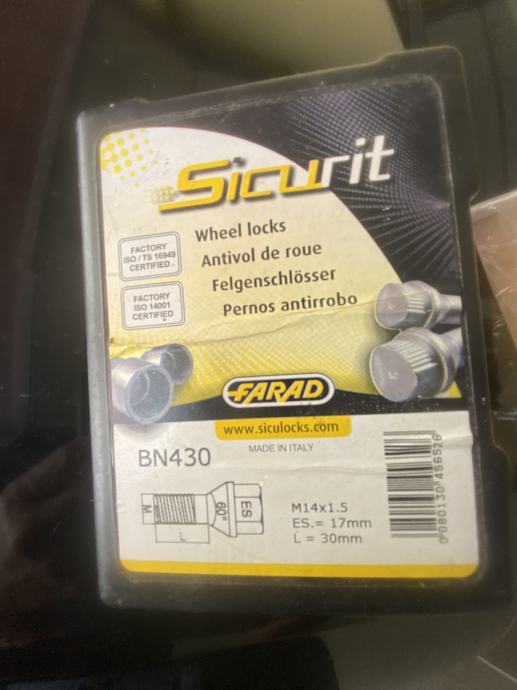 Sicurit
Wheel locks
Antivol de roue
Felgenschlösser
Pernos antirrobo
FACTORY
ISO / TS 16949
CERTIFIED
FACTORY
ISO 14001
CERTIFIED
FARAD
www.siculocks.com
MADE IN ITALY
BN430
M
L
60°
ES
M14x1.5
ES.= 17mm
L = 30mm